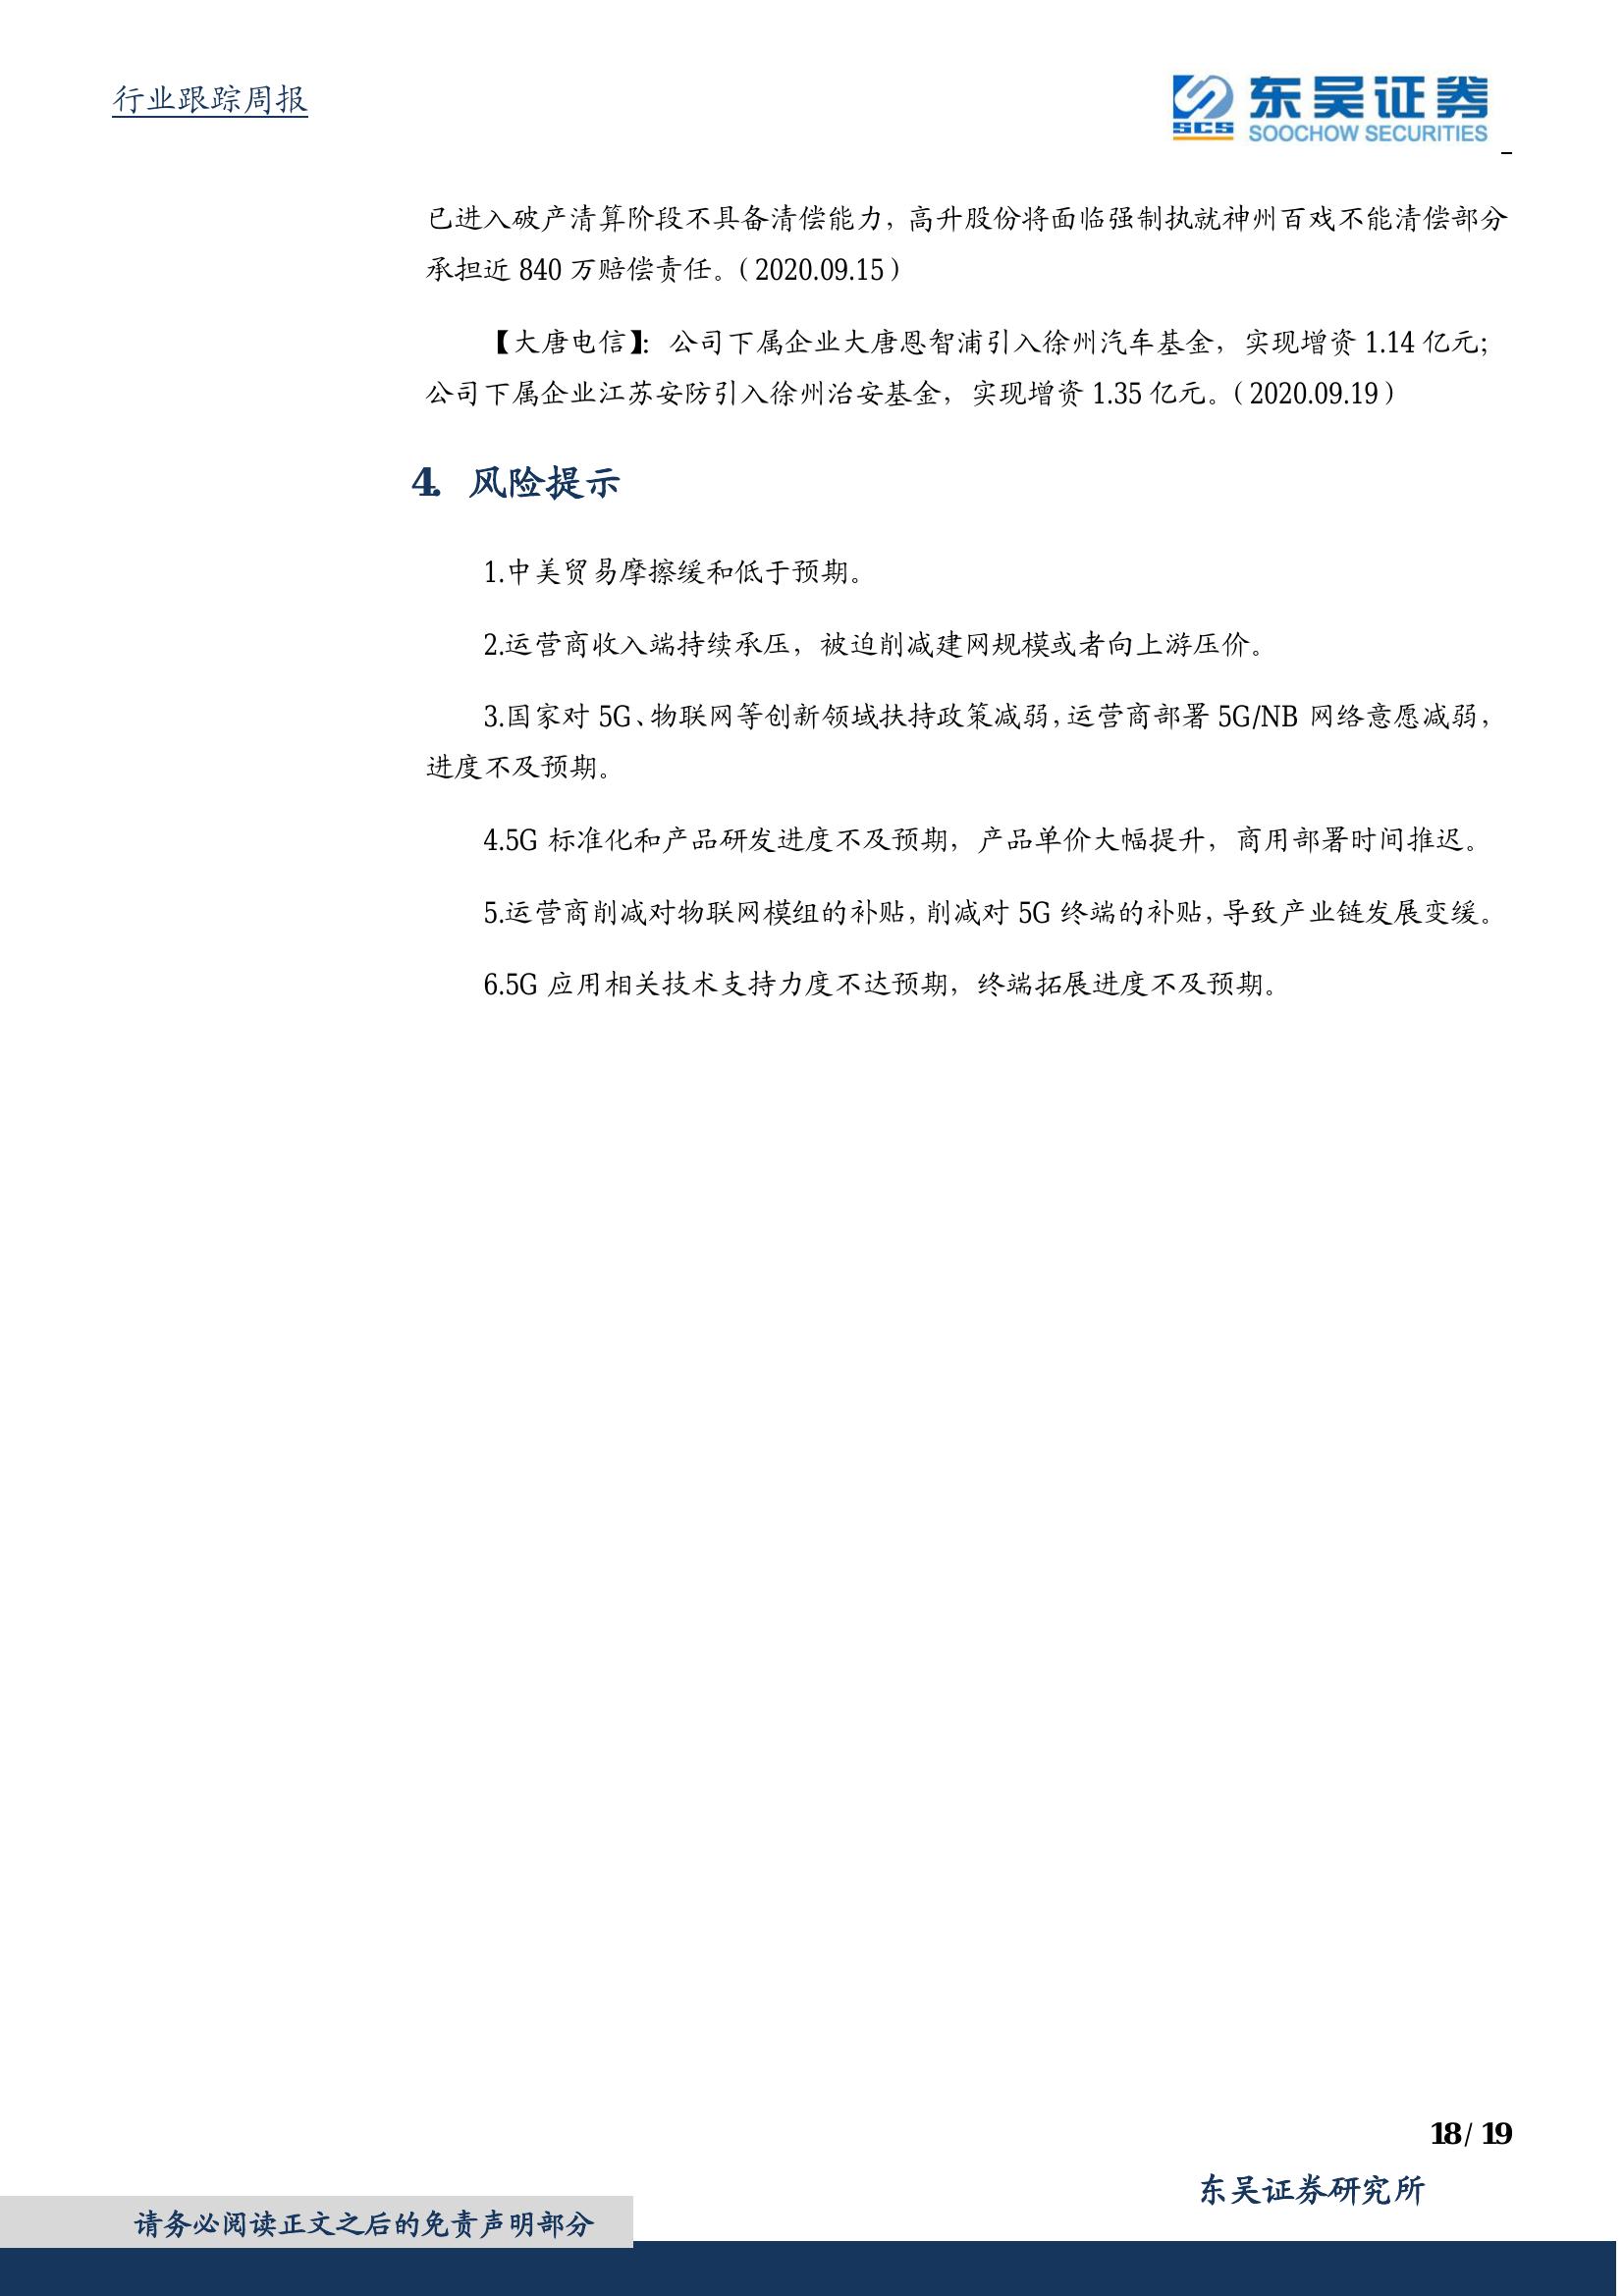 行业跟踪周报
SCS
东吴证券
SOOCHOW SECURITIES
已进入破产清算阶段不具备清偿能力，高升股份将面临强制执就神州百戏不能清偿部分
承担近 840 万赔偿责任。（2020.09.15）
【大唐电信】：公司下属企业大唐恩智浦引入徐州汽车基金，实现增资 1.14 亿元；
公司下属企业江苏安防引入徐州冶安基金，实现增资 1.35 亿元。（2020.09.19）
4. 风险提示
1.中美贸易摩擦缓和低于预期。
2.运营商收入端持续承压，被迫削减建网规模或者向上游压价。
3.国家对 5G、物联网等创新领域扶持政策减弱，运营商部署 5G/NB 网络意愿减弱，
进度不及预期。
4.5G 标准化和产品研发进度不及预期，产品单价大幅提升，商用部署时间推迟。
5.运营商削减对物联网模组的补贴，削减对 5G 终端的补贴，导致产业链发展变缓。
6.5G 应用相关技术支持力度不达预期，终端拓展进度不及预期。
18 / 19
东吴证券研究所
请务必阅读正文之后的免责声明部分